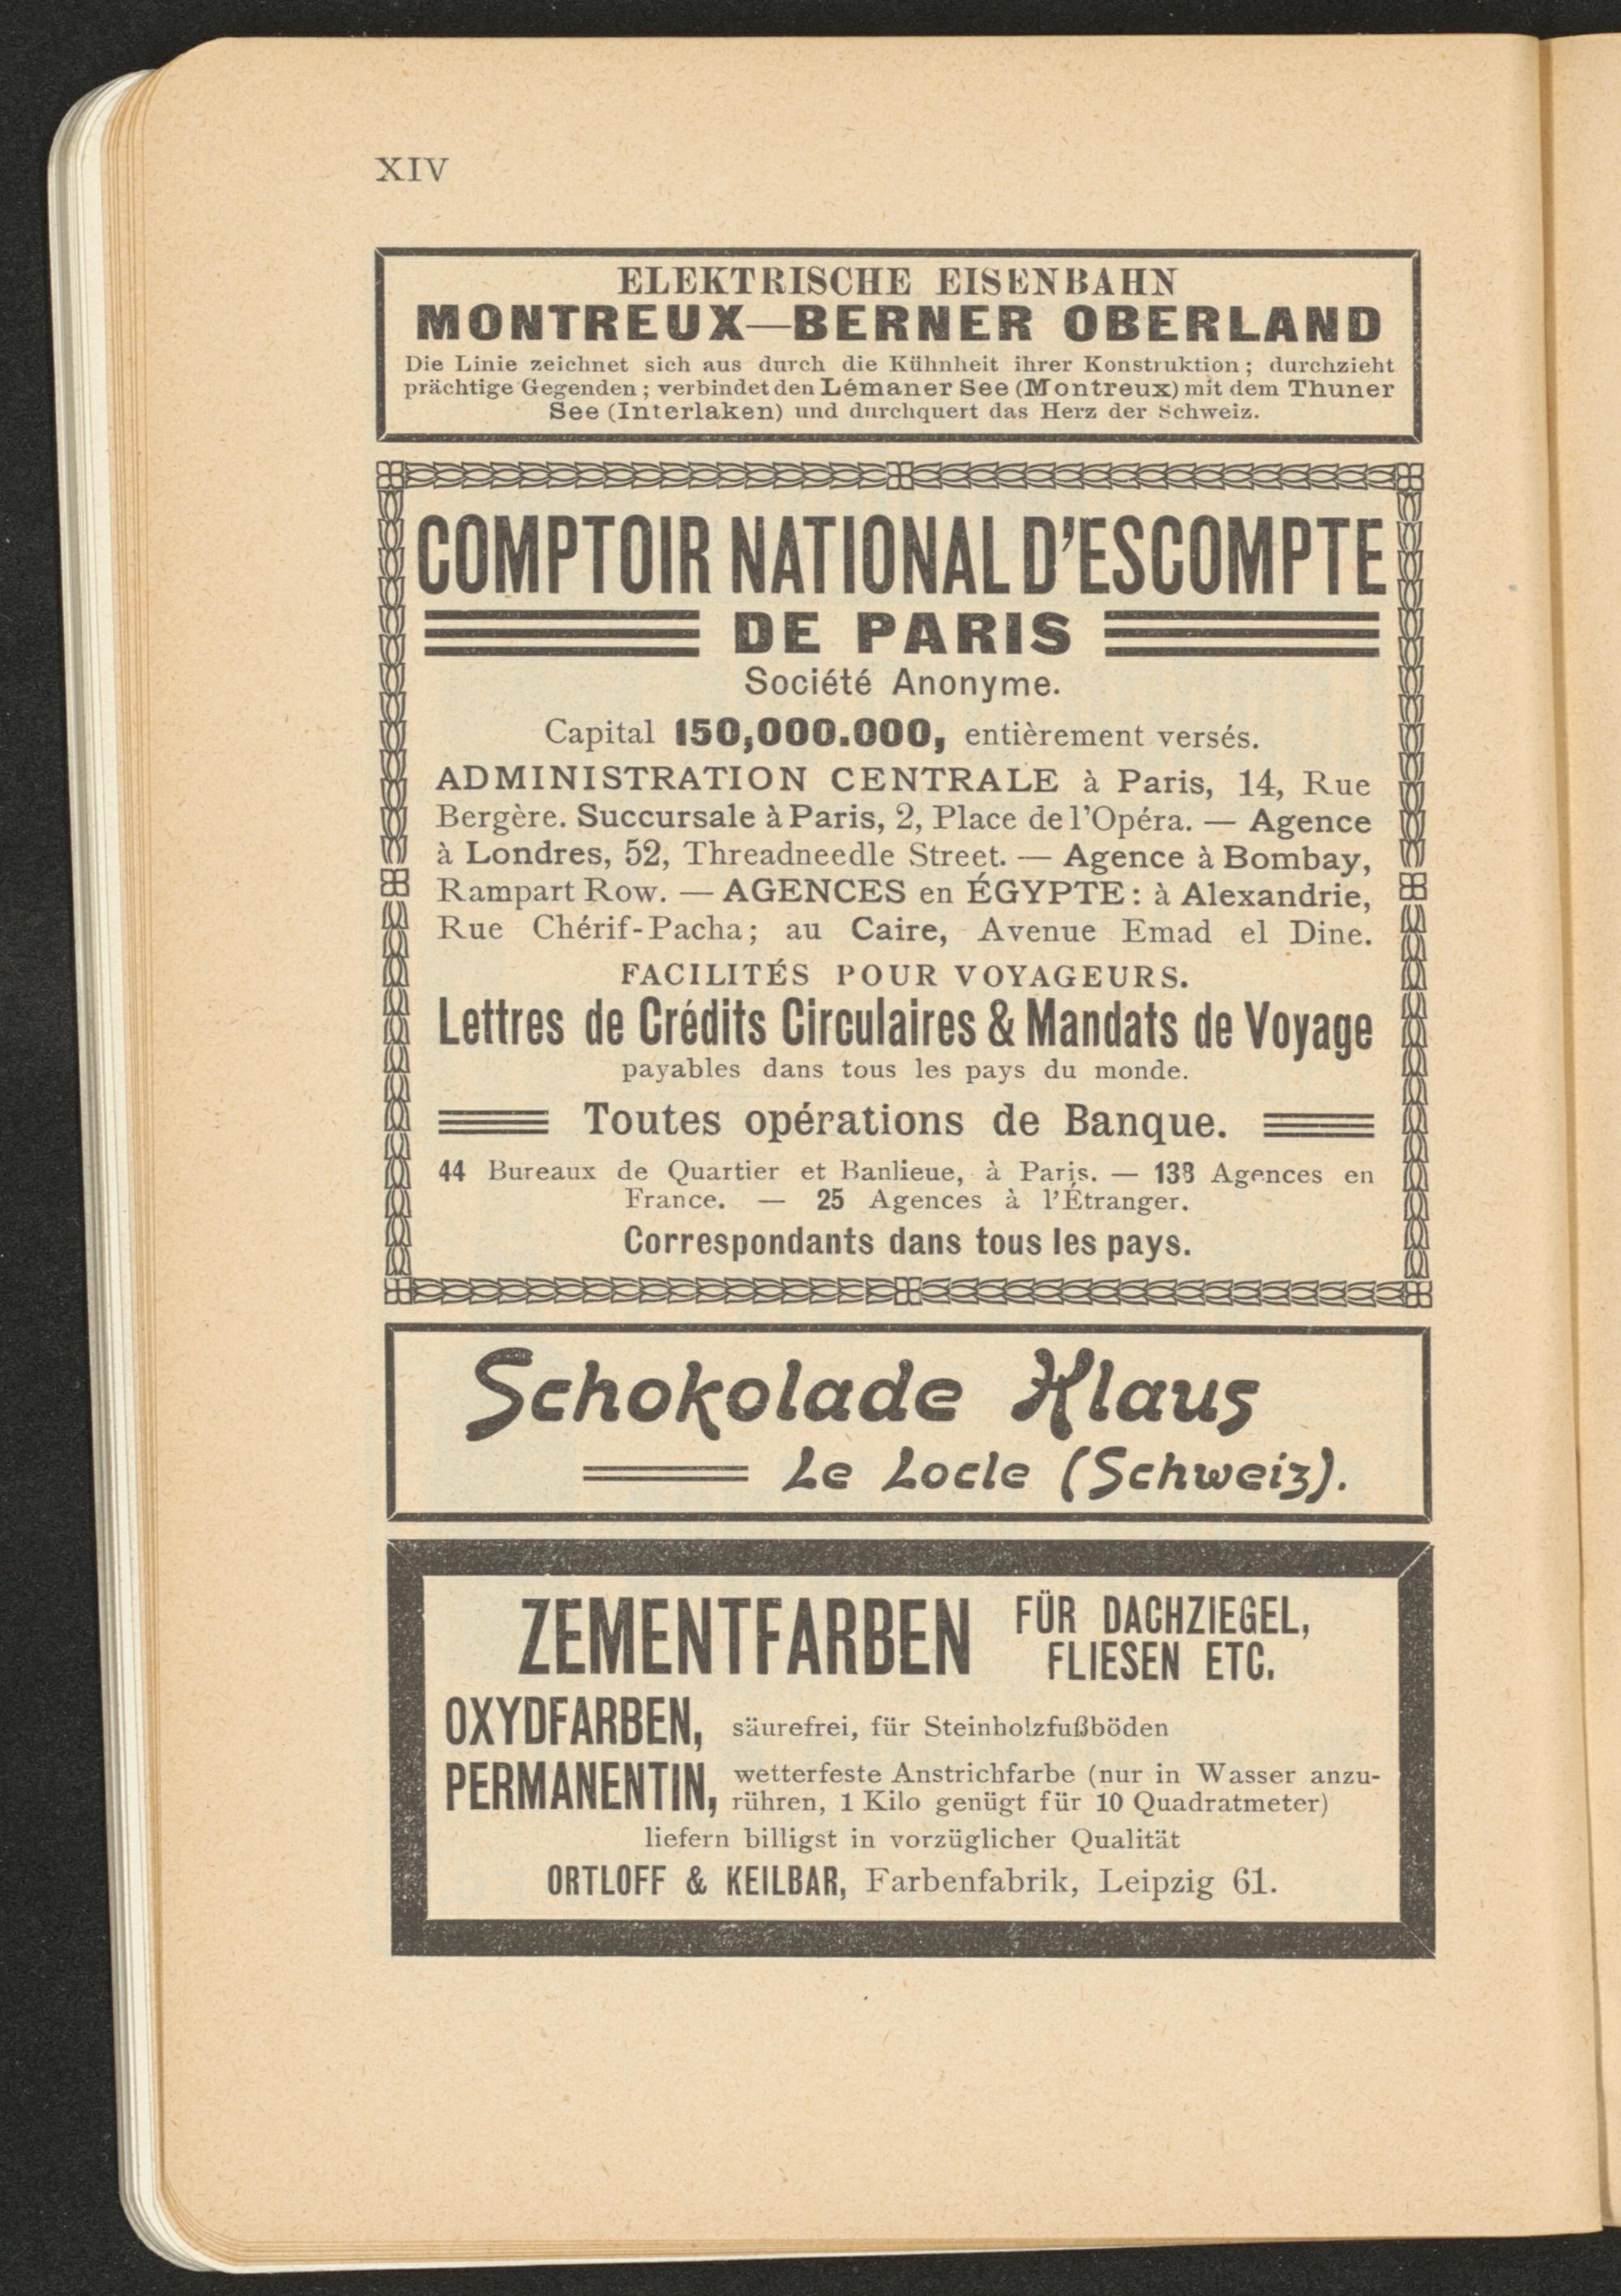 XIV
ELEKTRISCHE EISENBAHN
MONTREUX—BERNER OBERLAND
Die Linie zeichnet sich aus durch die Kühnheit ihrer Konstruktion; durchzieht
prächtige Gegenden; verbindet den Lémaner See (Montreux) mit dem Thuner
See (Interlaken) und durchquert das Herz der Schweiz.
COMPTOIR NATIONAL D'ESCOMPTE
DE PARIS
Société Anonyme.
Capital 150,000.000, entièrement versés.
ADMINISTRATION CENTRALE à Paris, 14, Rue
Bergère. Succursale à Paris, 2, Place de l'Opéra. — Agence
à Londres, 52, Threadneedle Street. — Agence à Bombay,
Rampart Row. — AGENCES en ÉGYPTE: à Alexandrie,
Rue Chérif-Pacha; au Caire, Avenue Emad el Dine.
FACILITÉS POUR VOYAGEURS.
Lettres de Crédits Circulaires & Mandats de Voyage
payables dans tous les pays du monde.
Toutes opérations de Banque.
44 Bureaux de Quartier et Banlieue, à Paris. — 138 Agences en
France. — 25 Agences à l'Étranger.
Correspondants dans tous les pays.
Schokolade Klaus
Le Locle (Schweiz).
ZEMENTFARBEN FÜR DACHZIEGEL,
FLIESEN ETC.
OXYDFARBEN, säurefrei, für Steinholzfußböden
PERMANENTIN, wetterfeste Anstrichfarbe (nur in Wasser anzu-
rühren, 1 Kilo genügt für 10 Quadratmeter)
liefern billigst in vorzüglicher Qualität
ORTLOFF & KEILBAR, Farbenfabrik, Leipzig 61.